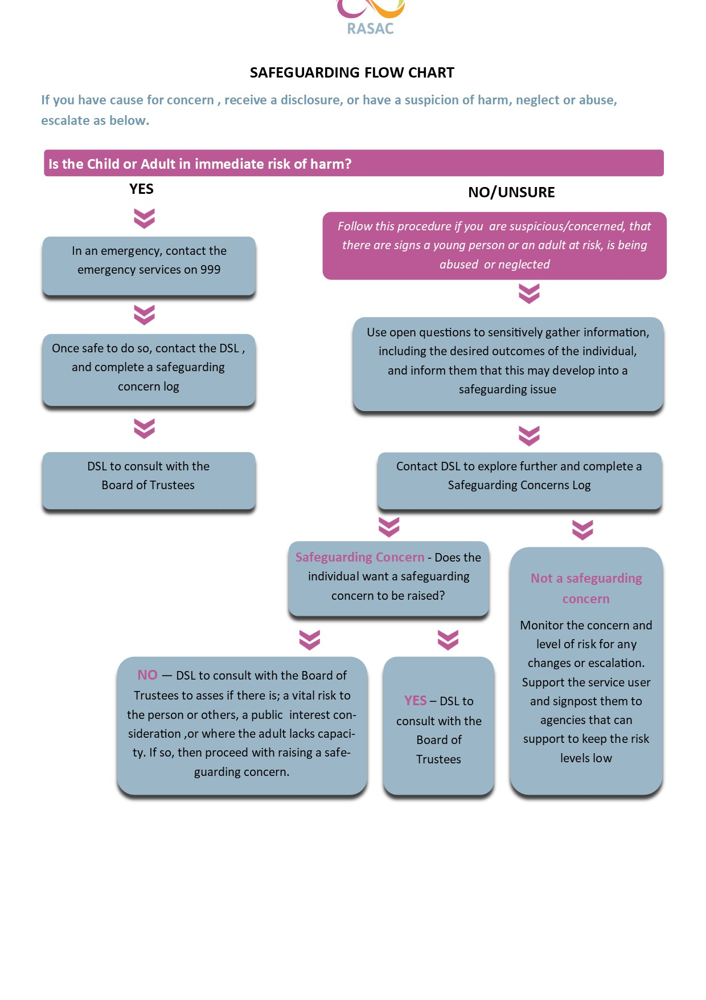 RASAC
SAFEGUARDING FLOW CHART
If you have cause for concern , receive a disclosure, or have a suspicion of harm, neglect or abuse,
escalate as below.
Is the Child or Adult in immediate risk of harm?
YES
In an emergency, contact the
emergency services on 999
Once safe to do so, contact the DSL ,
and complete a safeguarding
concern log
DSL to consult with the
Board of Trustees
NO/UNSURE
Follow this procedure if you  are suspicious/concerned, that
there are signs a young person or an adult at risk, is being
abused  or neglected
Use open questions to sensitively gather information,
including the desired outcomes of the individual,
and inform them that this may develop into a
safeguarding issue
Contact DSL to explore further and complete a
Safeguarding Concerns Log
Safeguarding Concern - Does the
individual want a safeguarding
concern to be raised?
NO — DSL to consult with the Board of
Trustees to asses if there is; a vital risk to
the person or others, a public  interest con-
sideration ,or where the adult lacks capaci-
ty. If so, then proceed with raising a safe-
guarding concern.
YES – DSL to
consult with the
Board of
Trustees
Not a safeguarding
concern
Monitor the concern and
level of risk for any
changes or escalation.
Support the service user
and signpost them to
agencies that can
support to keep the risk
levels low